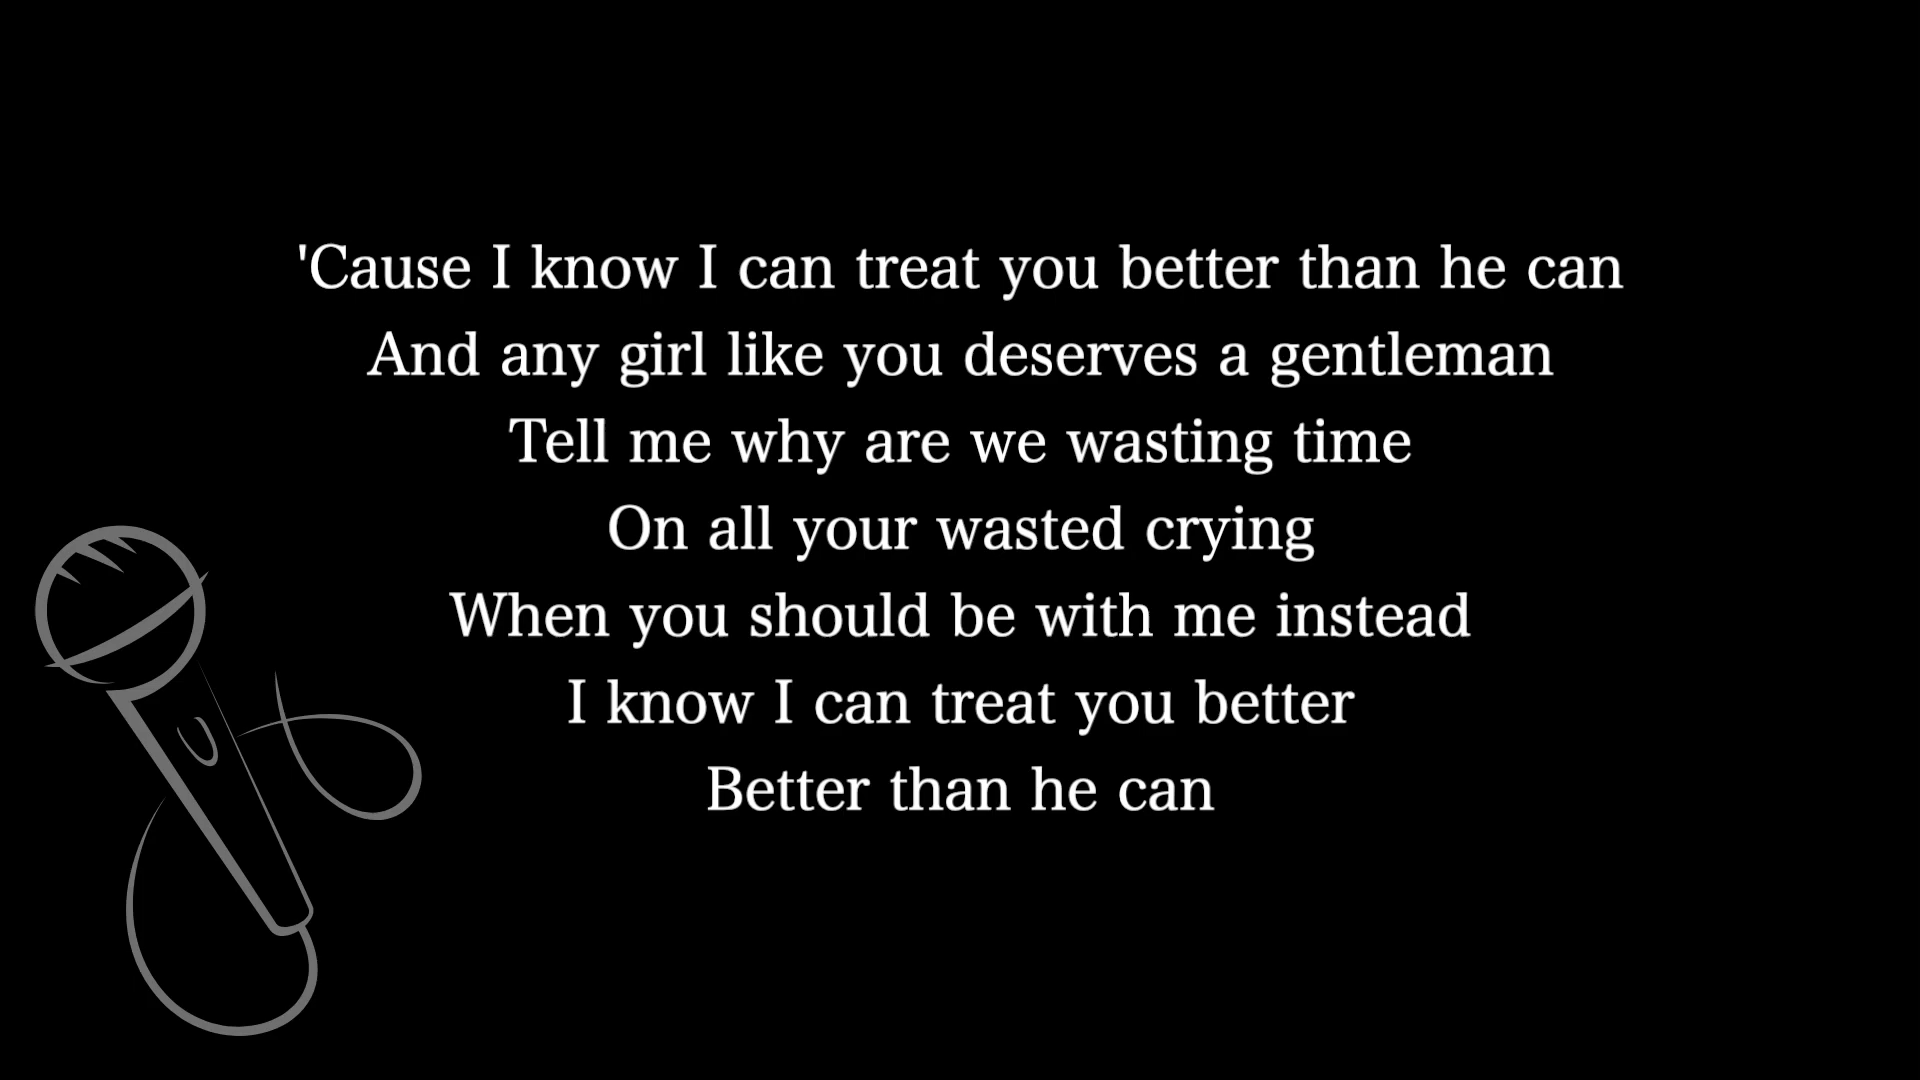 'Cause I know I can treat you better than he can
And any girl like you deserves a gentleman
Tell me why are we wasting time
On all your wasted crying
When you should be with me instead
I know I can treat you better
Better than he can